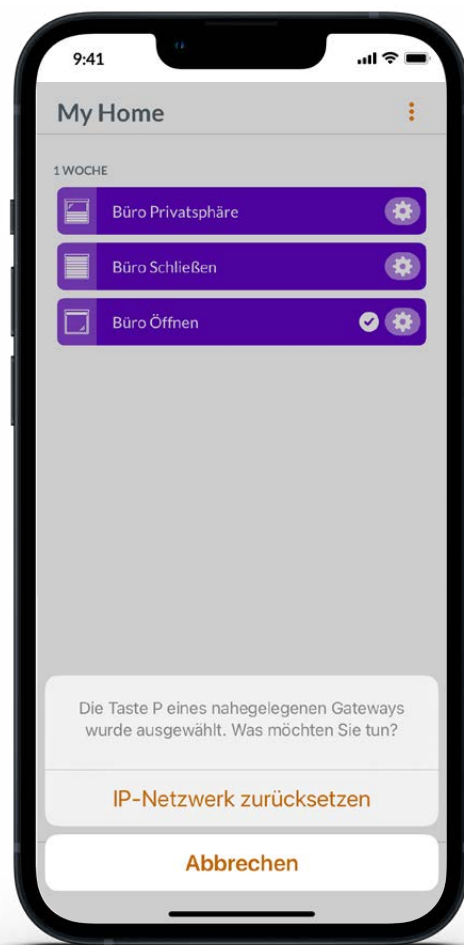 9:41
My Home
1 WOCHE
Büro Privatsphäre
Büro Schließen
Büro Öffnen
Die Taste P eines nahegelegenen Gateways
wurde ausgewählt. Was möchten Sie tun?
IP-Netzwerk zurücksetzen
Abbrechen